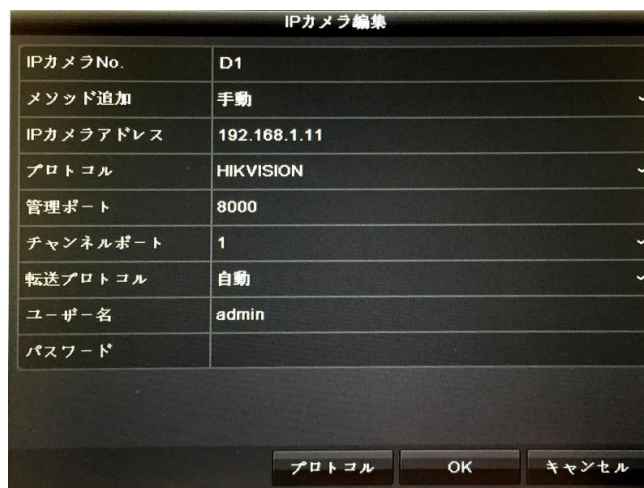 IPカメラ編集
IPカメラNo. D1
メソッド追加 手動
IPカメラアドレス 192.168.1.11
プロトコル HIKVISION
管理ポート 8000
チャンネルポート 1
転送プロトコル 自動
ユーザー名 admin
パスワード
プロトコル OK キャンセル